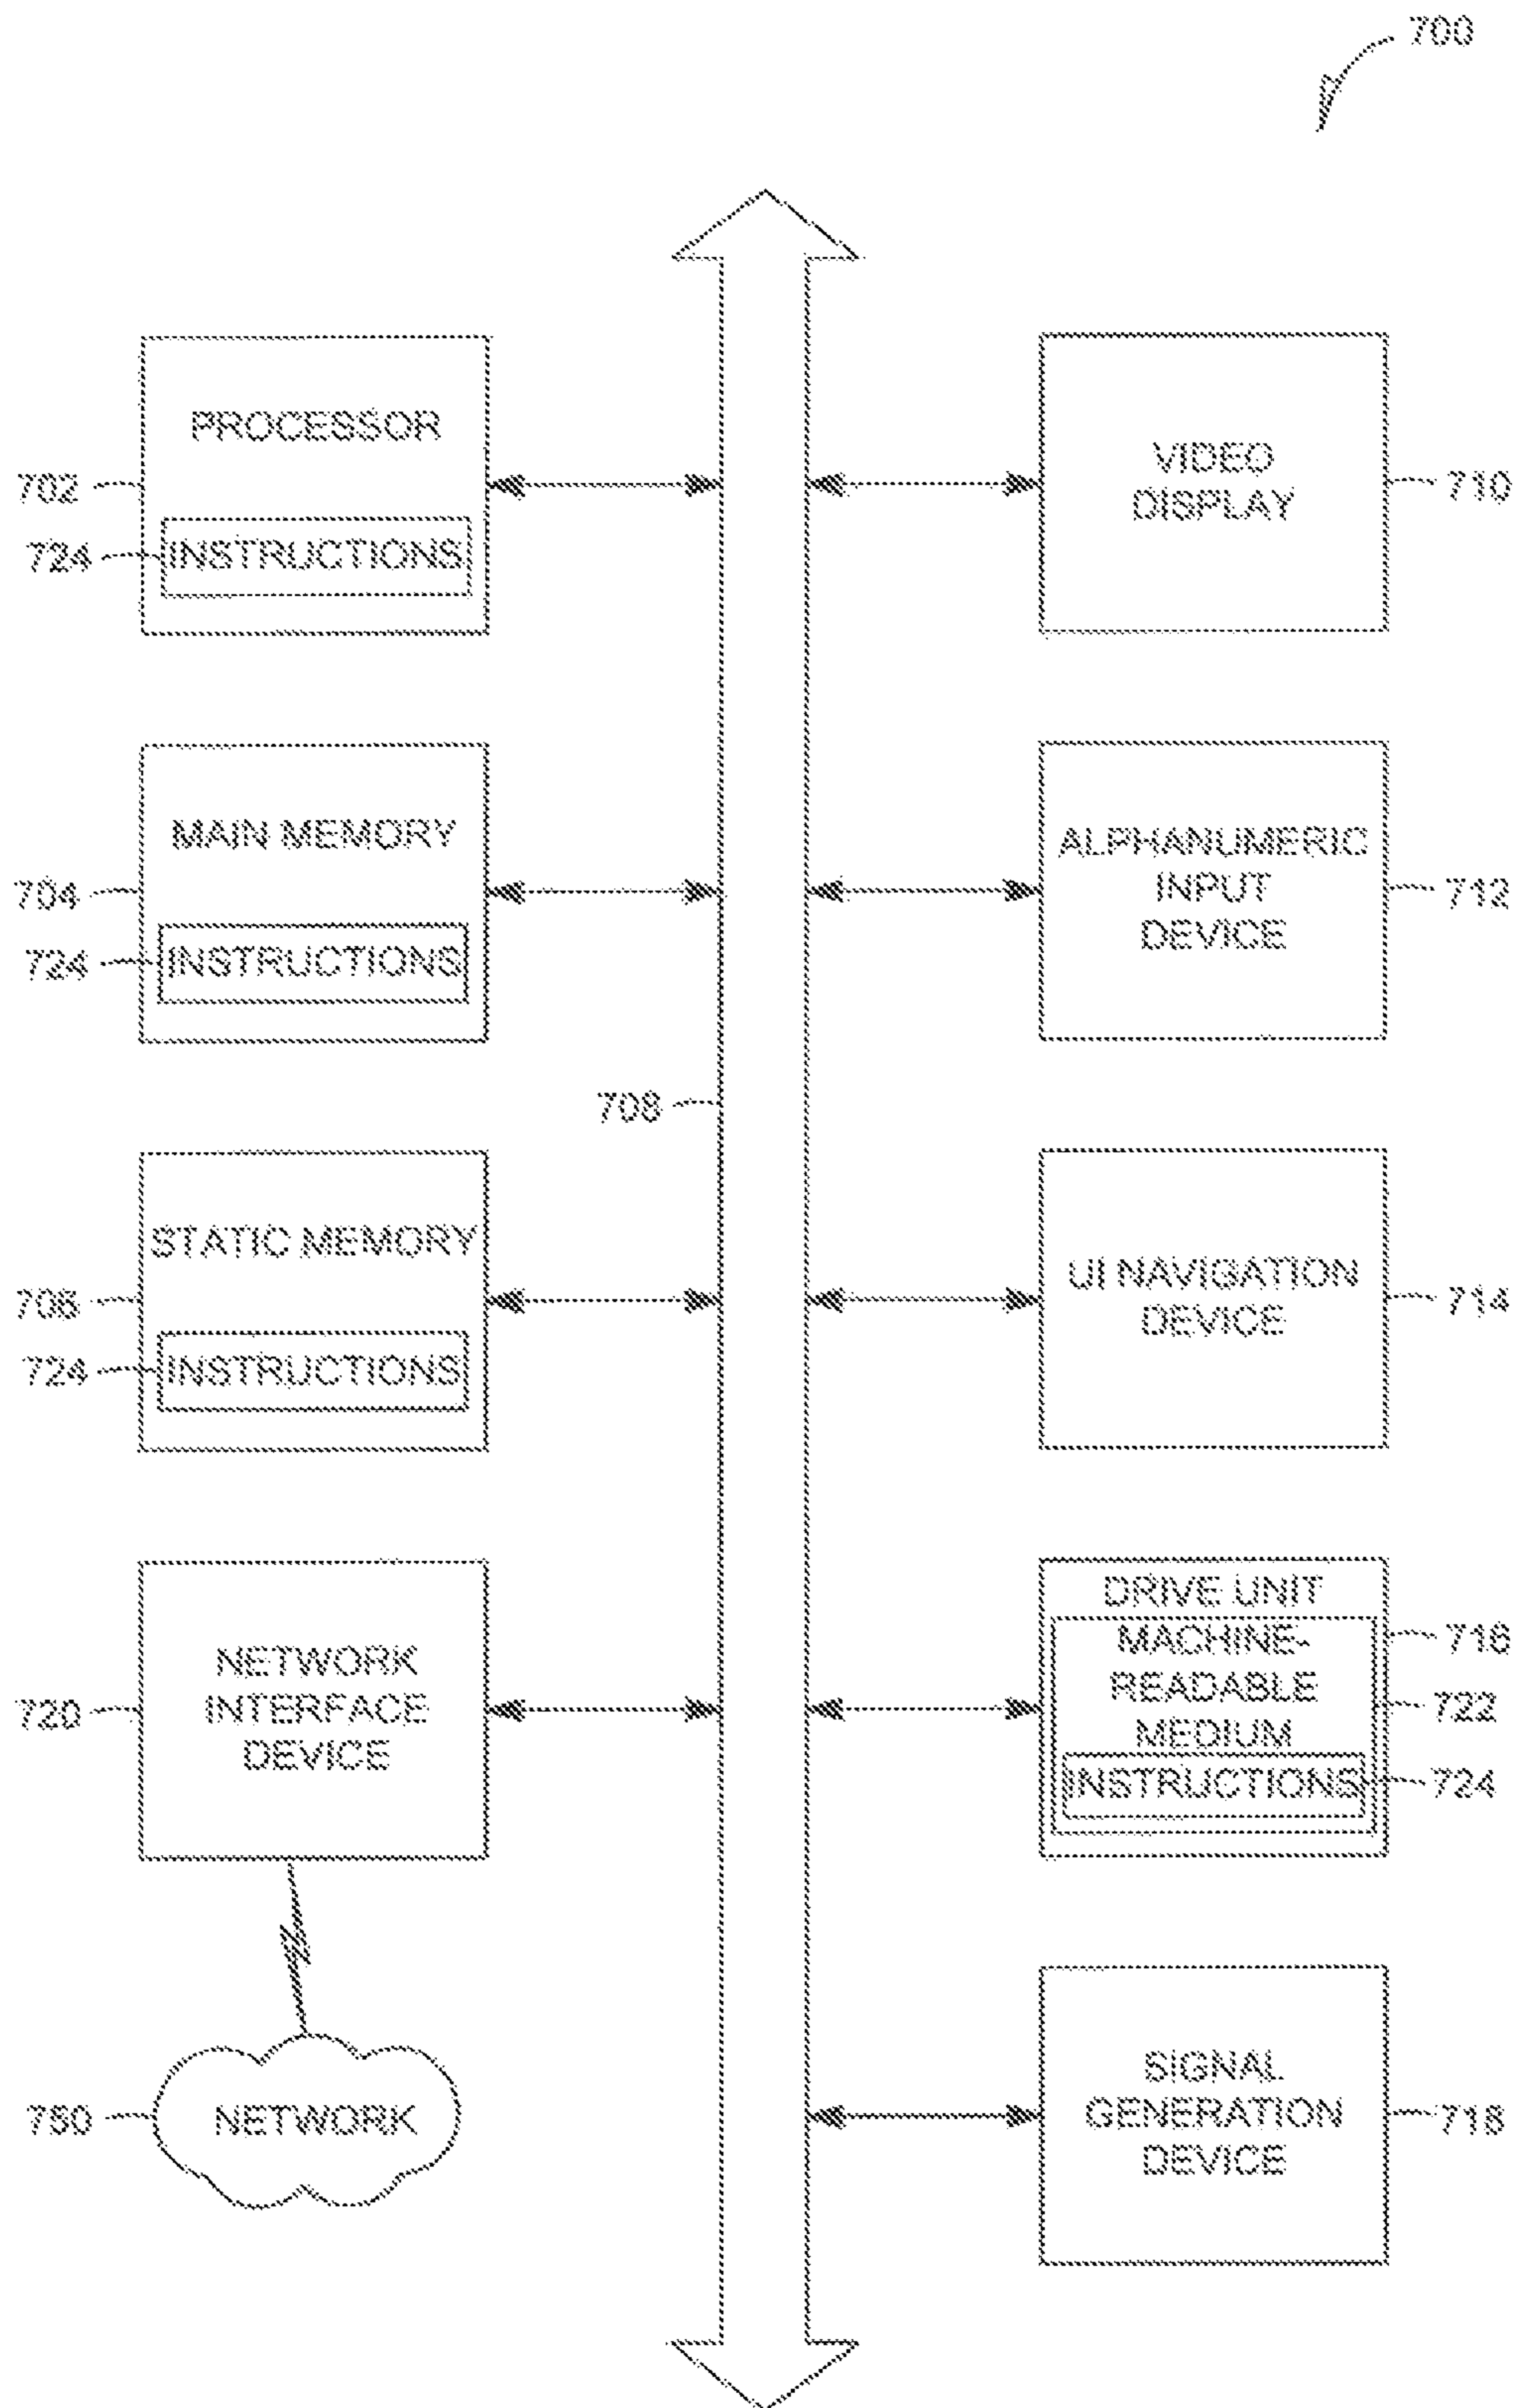 700
PROCESSOR
702
724
INSTRUCTIONS
VIDEO
DISPLAY
710
MAIN MEMORY
704
724
INSTRUCTIONS
ALPHANUMERIC
INPUT
DEVICE
712
708
STATIC MEMORY
706
724
INSTRUCTIONS
UI NAVIGATION
DEVICE
714
NETWORK
INTERFACE
DEVICE
720
DRIVE UNIT
MACHINE-
READABLE
MEDIUM
INSTRUCTIONS
716
722
724
750
NETWORK
SIGNAL
GENERATION
DEVICE
718